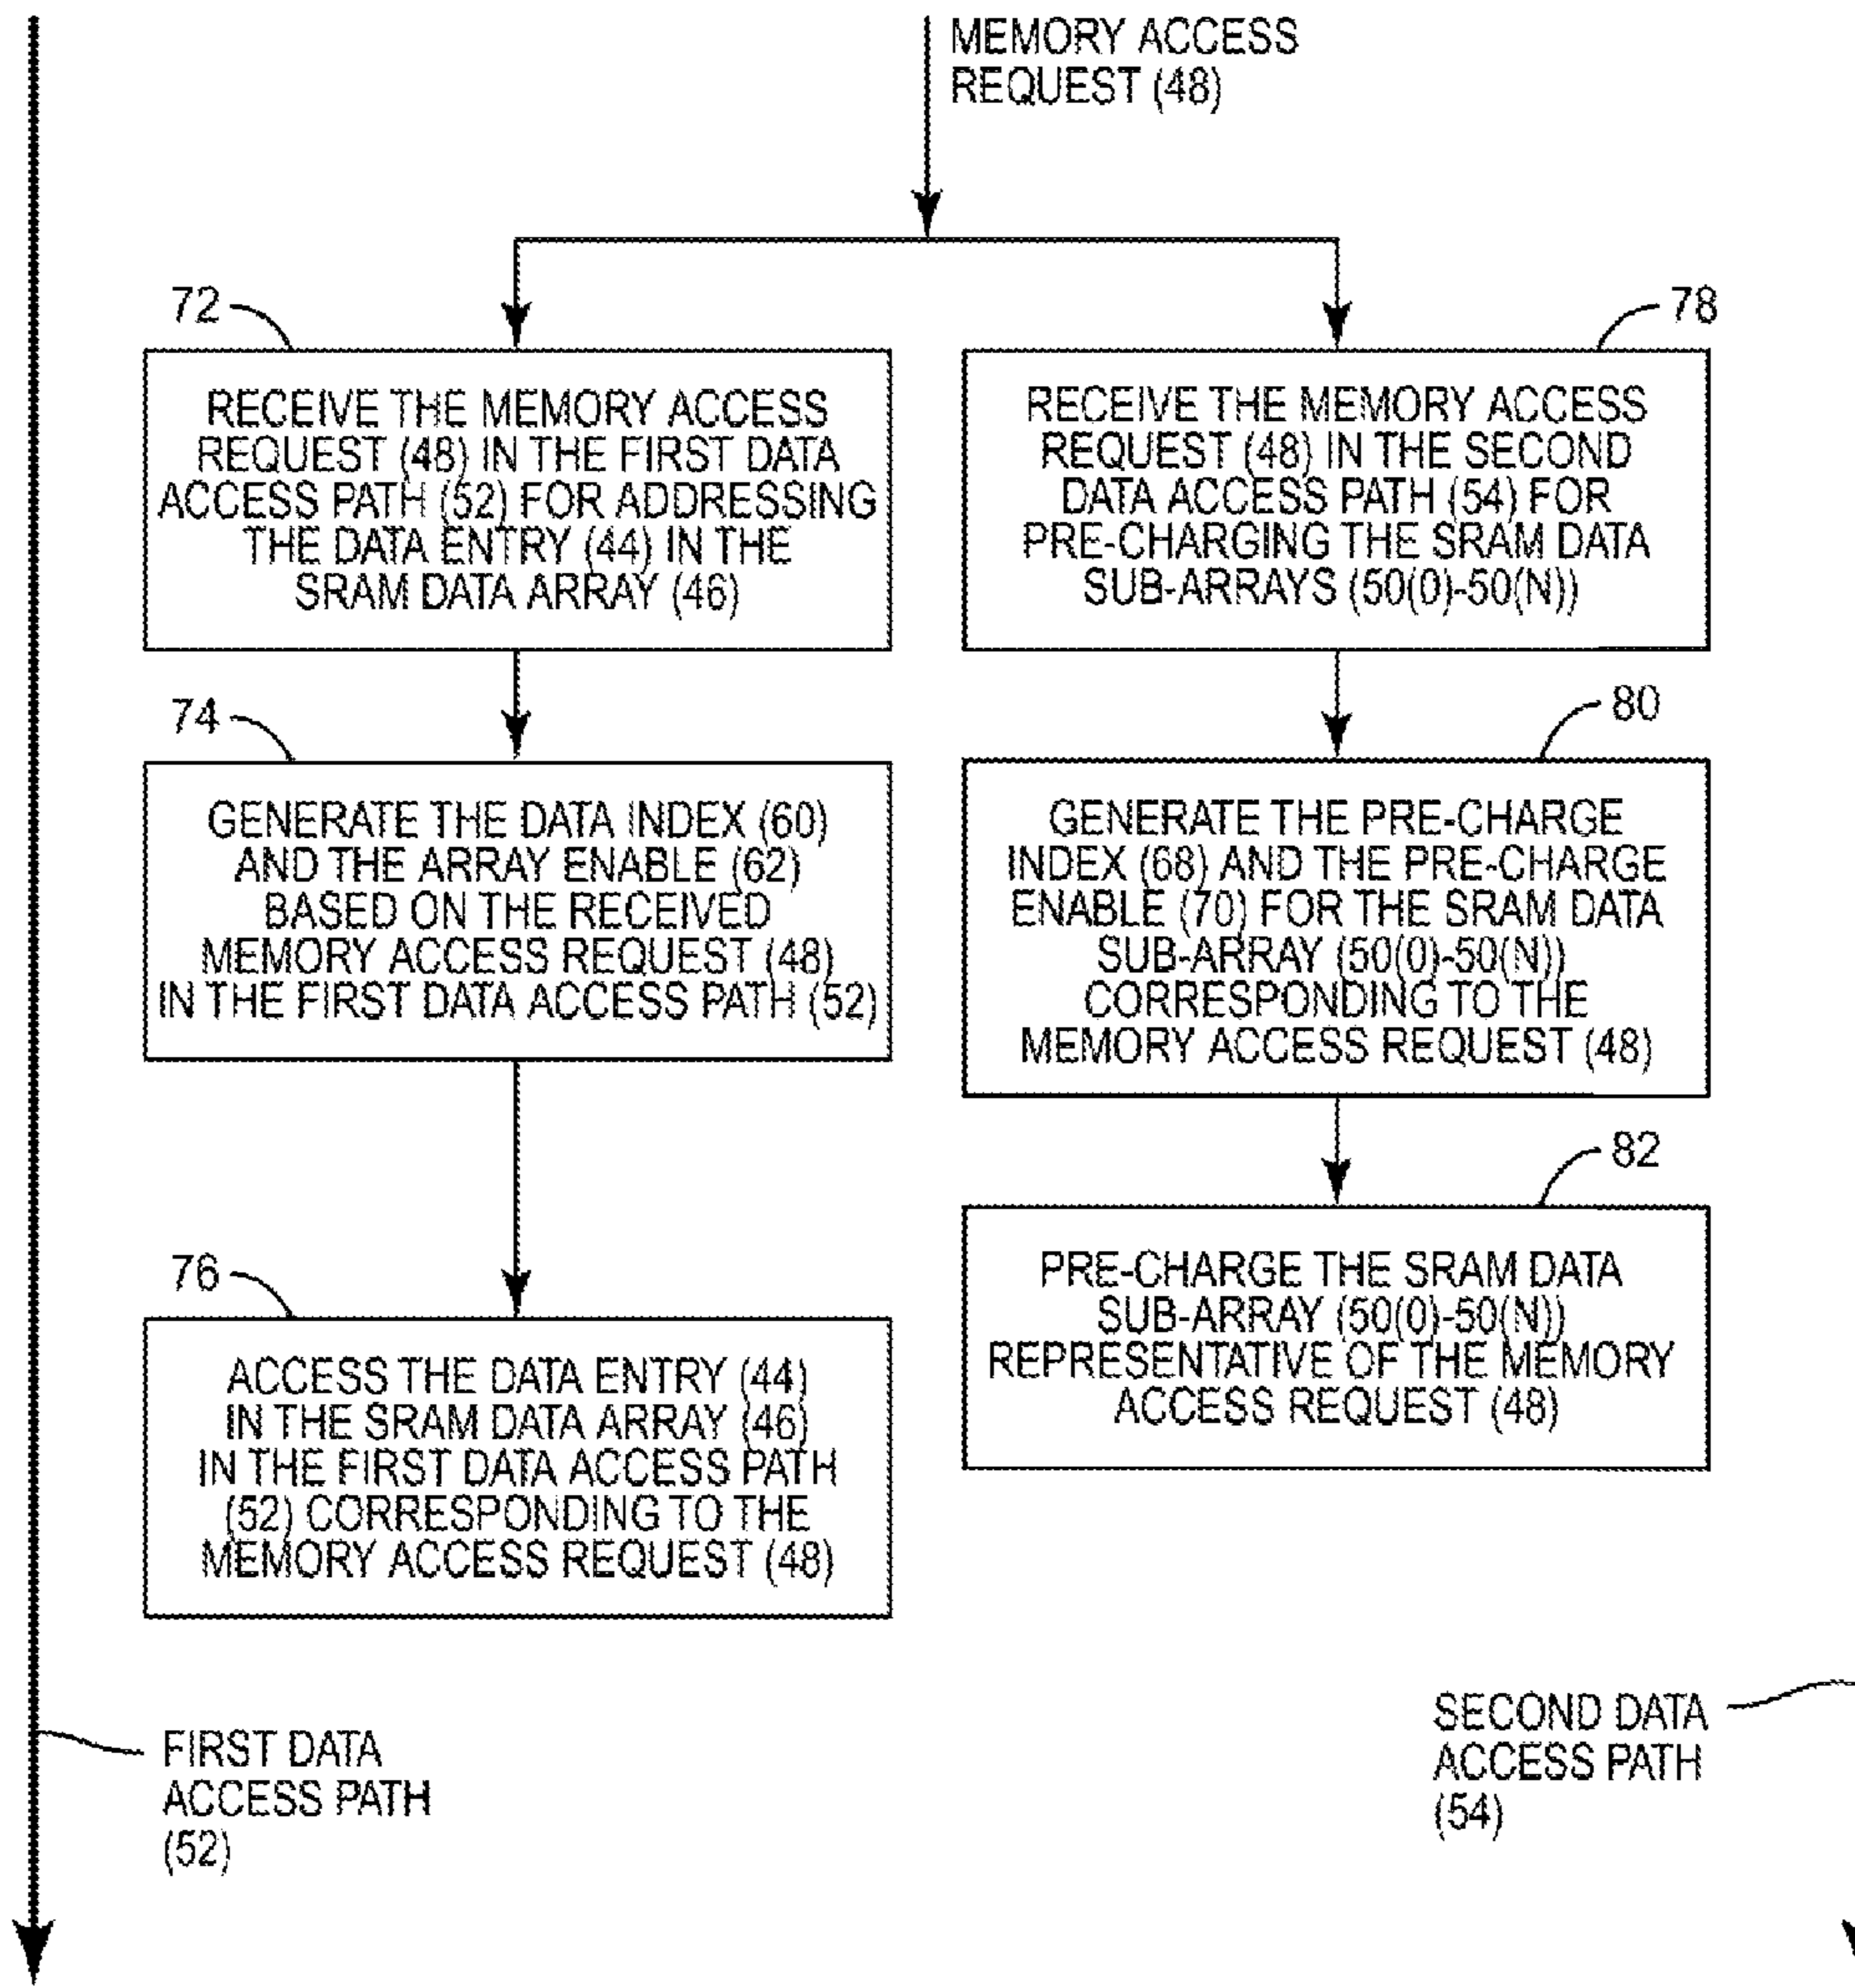 MEMORY ACCESS
REQUEST (48)
72
RECEIVE THE MEMORY ACCESS
REQUEST (48) IN THE FIRST DATA
ACCESS PATH (52) FOR ADDRESSING
THE DATA ENTRY (44) IN THE
SRAM DATA ARRAY (46)
78
RECEIVE THE MEMORY ACCESS
REQUEST (48) IN THE SECOND
DATA ACCESS PATH (54) FOR
PRE-CHARGING THE SRAM DATA
SUB-ARRAYS (50(0)-50(N))
74
GENERATE THE DATA INDEX (60)
AND THE ARRAY ENABLE (62)
BASED ON THE RECEIVED
MEMORY ACCESS REQUEST (48)
IN THE FIRST DATA ACCESS PATH (52)
80
GENERATE THE PRE-CHARGE
INDEX (68) AND THE PRE-CHARGE
ENABLE (70) FOR THE SRAM DATA
SUB-ARRAY (50(0)-50(N))
CORRESPONDING TO THE
MEMORY ACCESS REQUEST (48)
76
ACCESS THE DATA ENTRY (44)
IN THE SRAM DATA ARRAY (46)
IN THE FIRST DATA ACCESS PATH
(52) CORRESPONDING TO THE
MEMORY ACCESS REQUEST (48)
82
PRE-CHARGE THE SRAM DATA
SUB-ARRAY (50(0)-50(N))
REPRESENTATIVE OF THE MEMORY
ACCESS REQUEST (48)
FIRST DATA
ACCESS PATH
(52)
SECOND DATA
ACCESS PATH
(54)